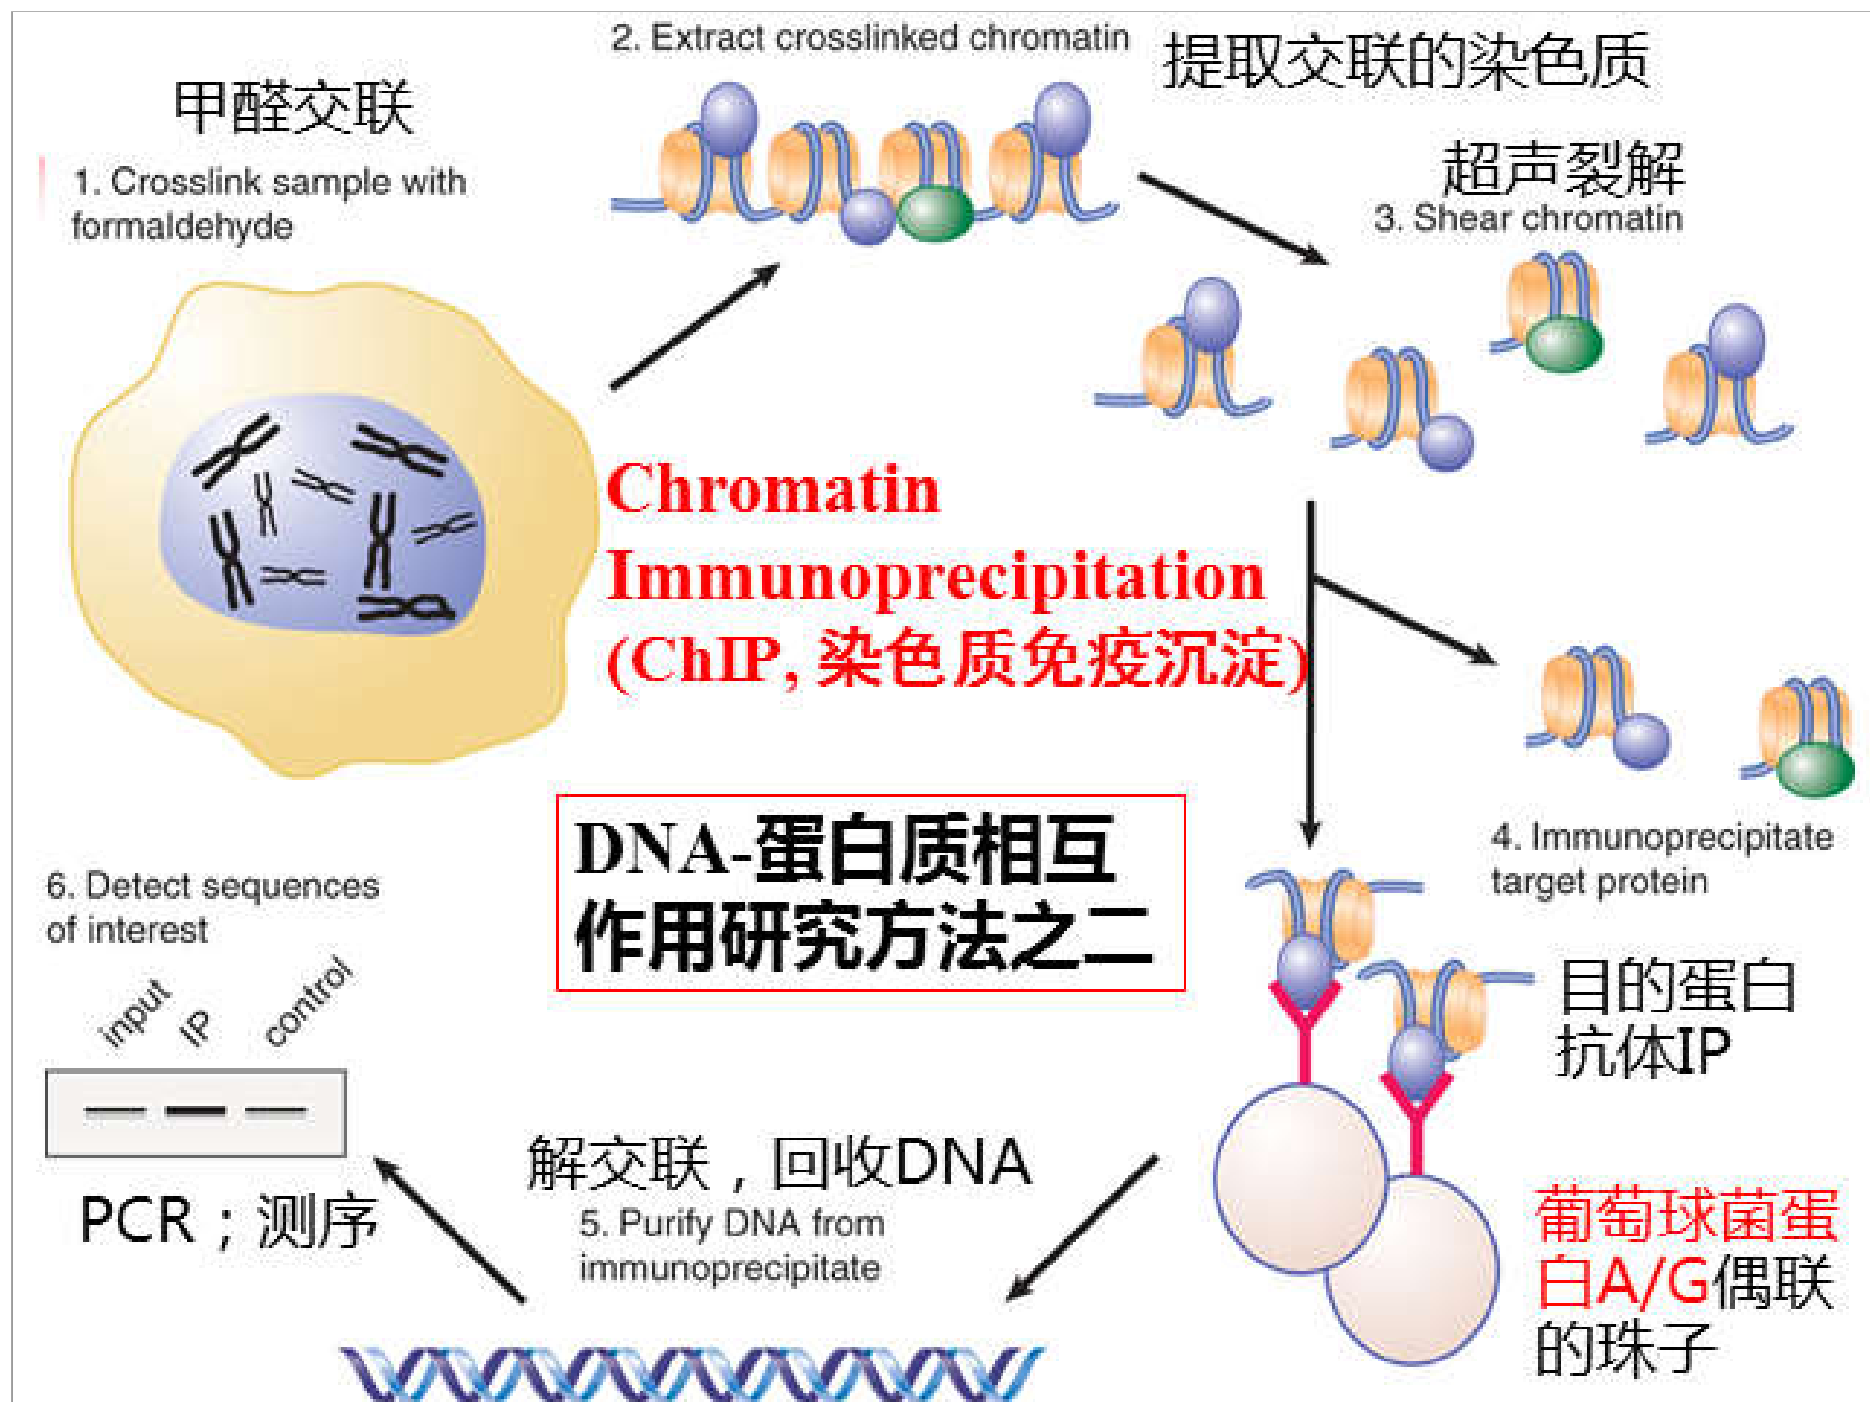 甲醛交联
1. Crosslink sample with
formaldehyde
2. Extract crosslinked chromatin
提取交联的染色质
超声裂解
3. Shear chromatin
Chromatin
Immunoprecipitation
(ChIP, 染色质免疫沉淀)
DNA-蛋白质相互
作用研究方法之二
4. Immunoprecipitate
target protein
目的蛋白
抗体IP
葡萄球菌蛋
白A/G偶联
的珠子
解交联，回收DNA
5. Purify DNA from
immunoprecipitate
6. Detect sequences
of interest
input
IP
control
PCR；测序